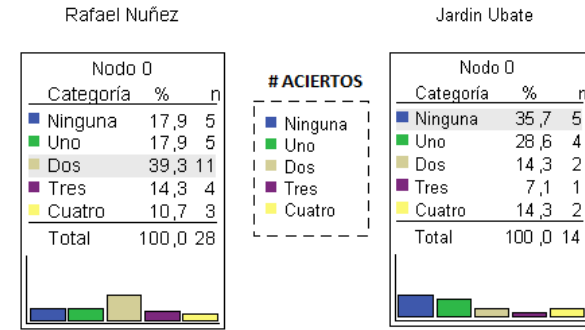 Rafael Nuñez
Nodo 0
Categoría % n
Ninguna 17,9 5
Uno 17,9 5
Dos 39,3 11
Tres 14,3 4
Cuatro 10,7 3
Total 100,0 28
# ACIERTOS
Ninguna
Uno
Dos
Tres
Cuatro
Jardin Ubate
Nodo 0
Categoría % n
Ninguna 35,7 5
Uno 28,6 4
Dos 14,3 2
Tres 7,1 1
Cuatro 14,3 2
Total 100,0 14